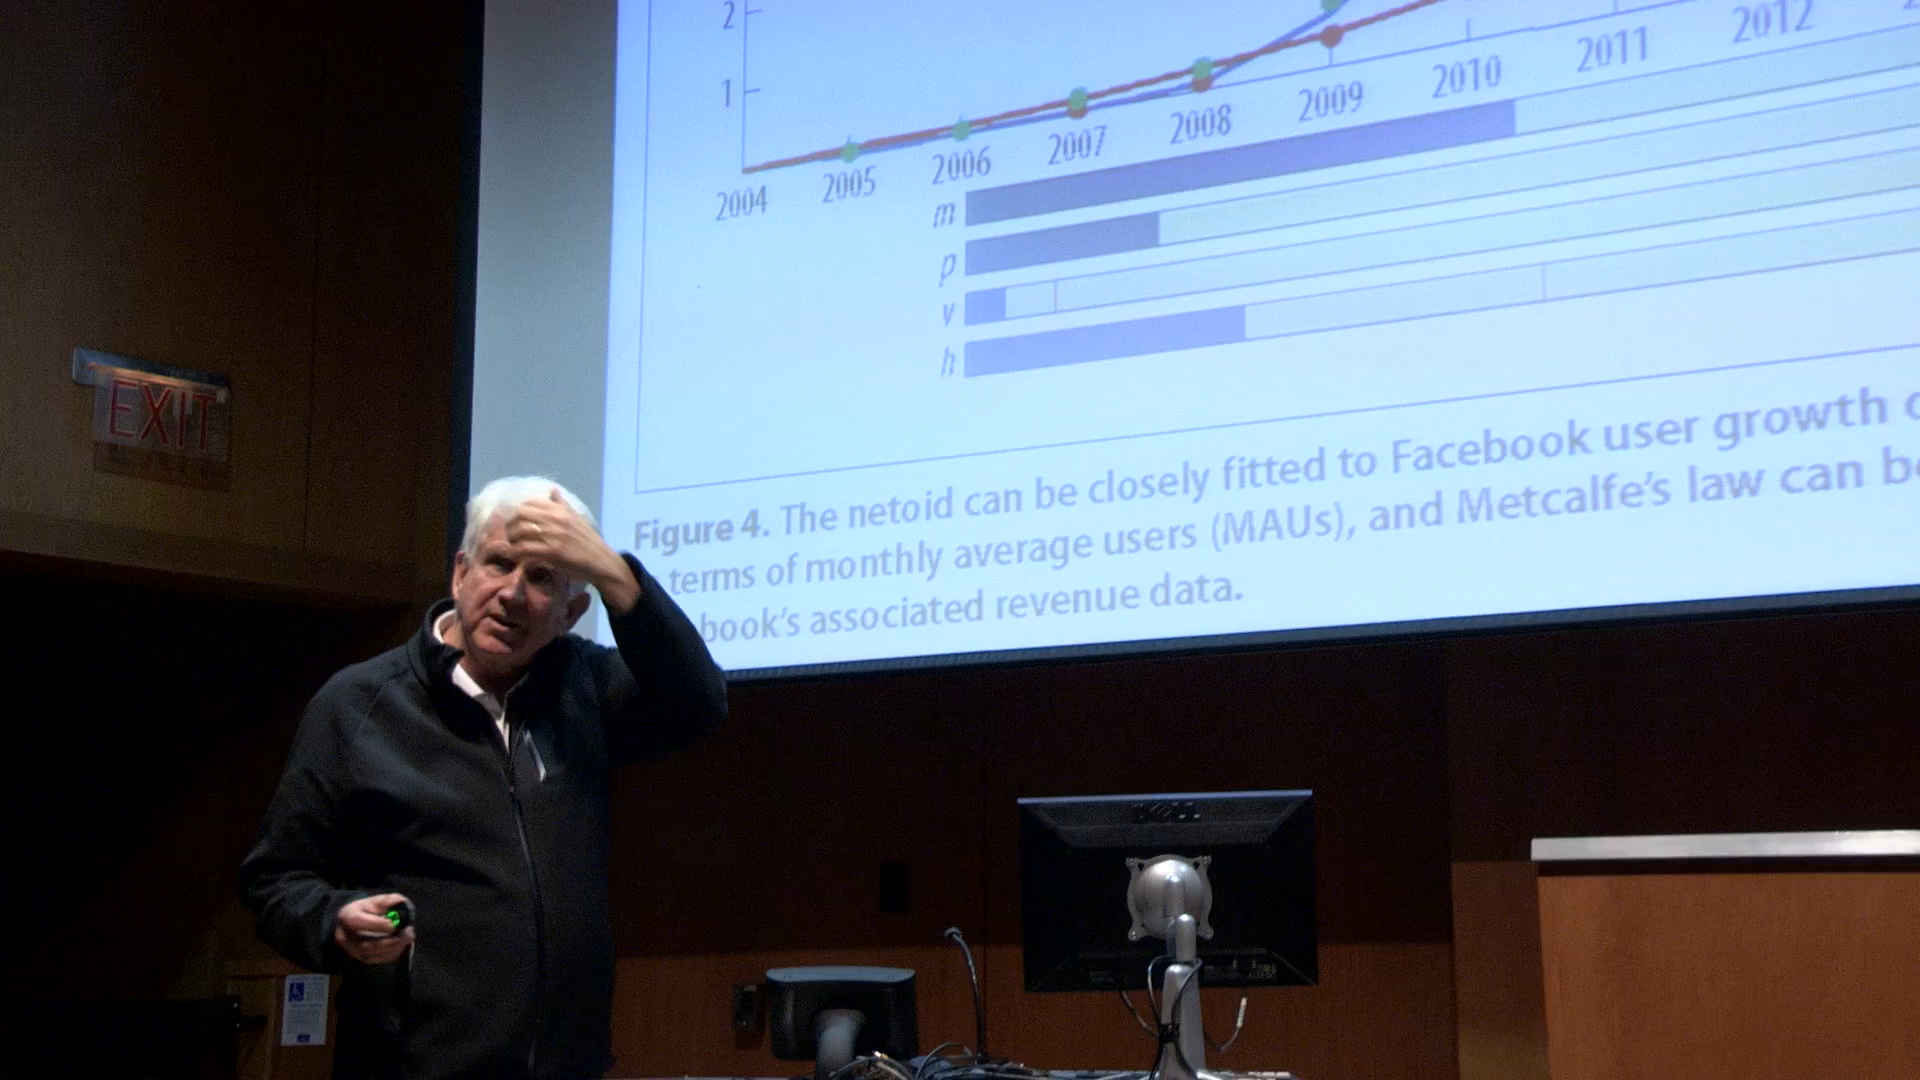 2
1
2004 2005 2006 2007 2008 2009 2010 2011 2012
m
p
v
h
Figure 4. The netoid can be closely fitted to Facebook user growth
terms of monthly average users (MAUs), and Metcalfe's law can
book's associated revenue data.
EXIT
DELL